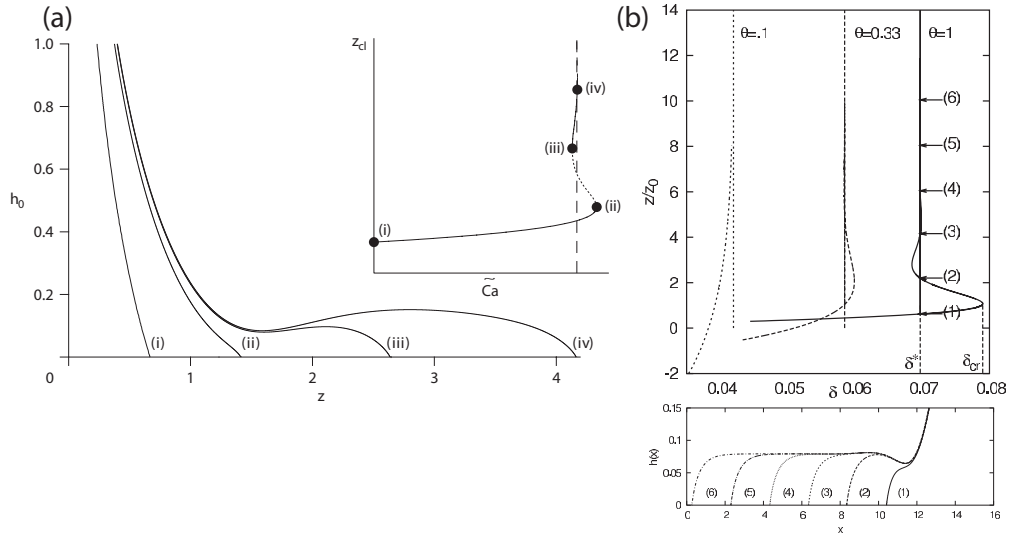 (a)
1.0
0.8
0.6
h₀
0.4
0.2
0
1
2
3
4
z
(i)
(ii)
(iii)
(iv)
z_cl
(iv)
(iii)
(ii)
(i)
C̃a
(b)
14
12
10
8
6
4
2
0
-2
z/z₀
θ=.1
θ=0.33
θ=1
(6)
(5)
(4)
(3)
(2)
(1)
δ*
δ_cr
0.04
0.05
δ
0.06
0.07
0.08
0.15
0.1
0.05
0
h(x)
(6)
(5)
(4)
(3)
(2)
(1)
0
2
4
6
8
10
12
14
16
x